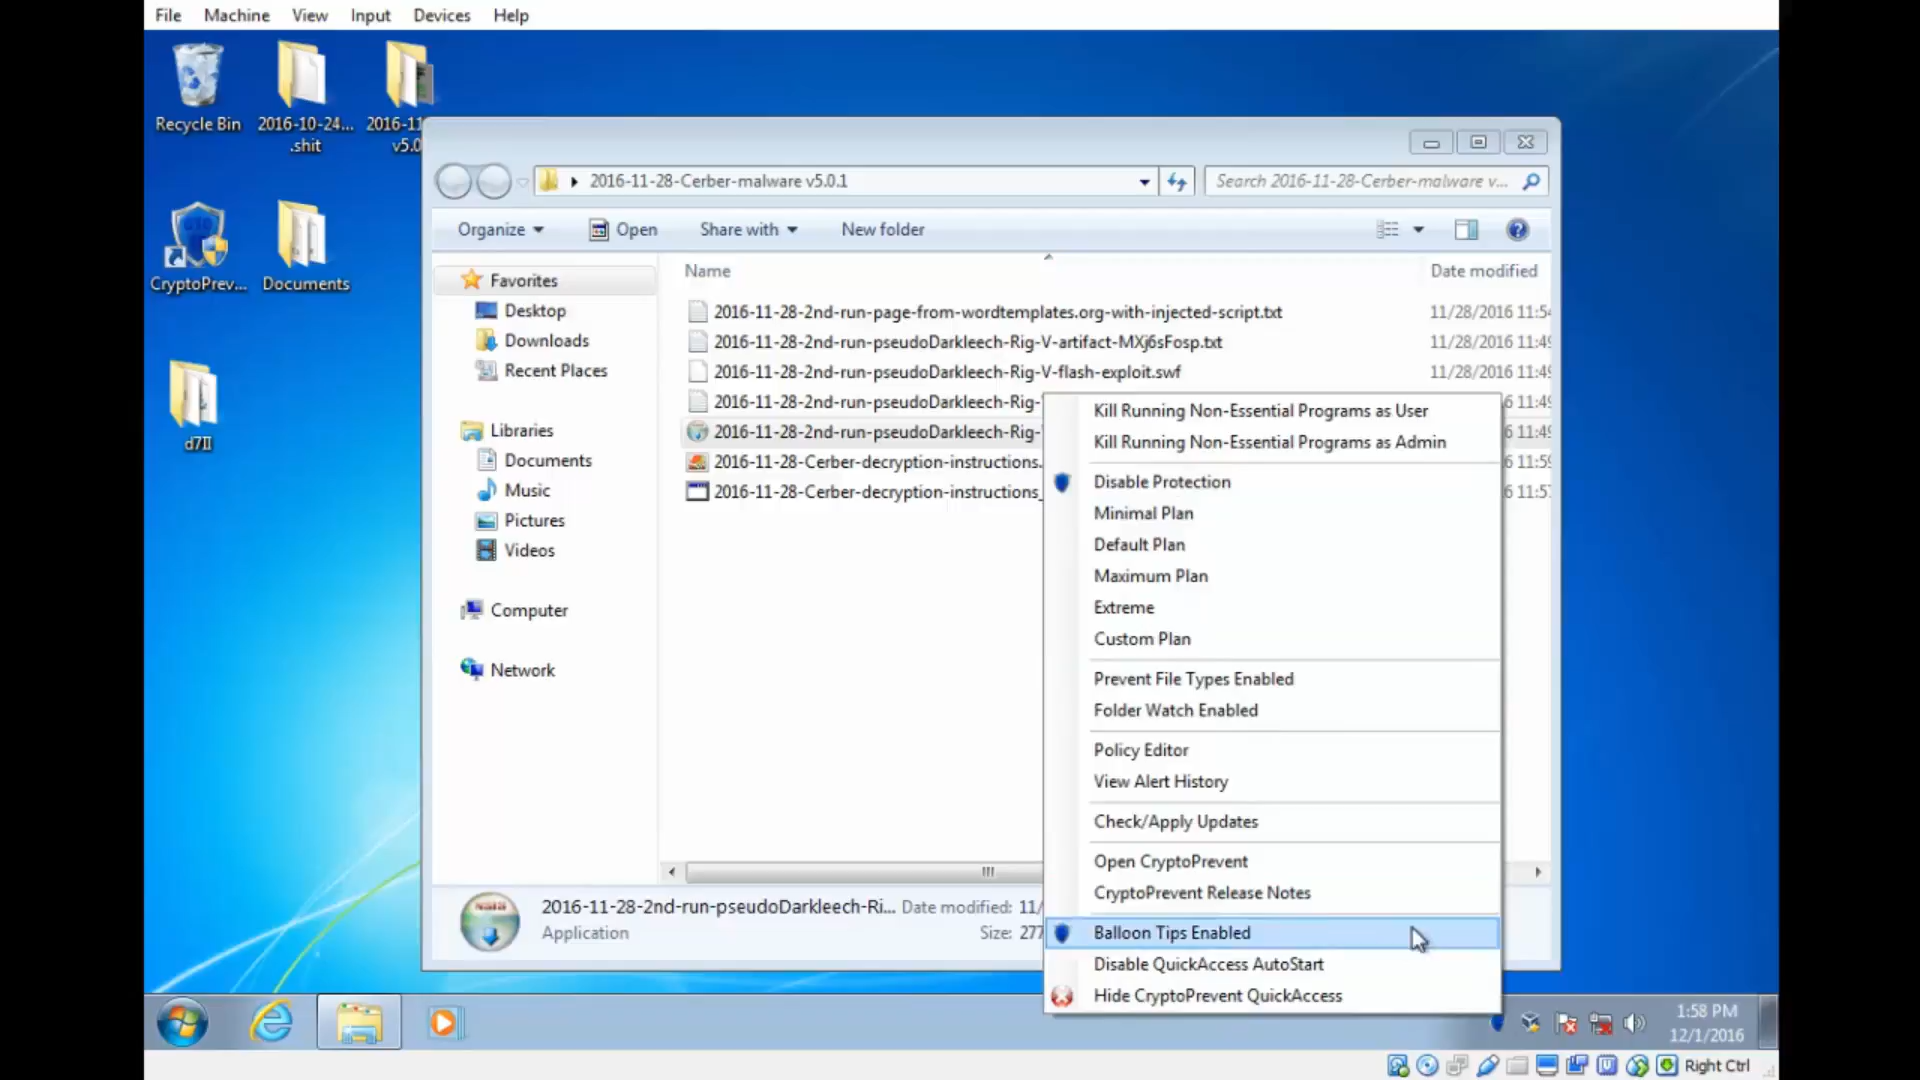 File Machine View Input Devices Help
Recycle Bin
2016-10-24...
.shit
2016-11
v5.0
CryptoPrev...
Documents
d7II
2016-11-28-Cerber-malware v5.0.1
Search 2016-11-28-Cerber-malware v...
Organize Open Share with New folder
Favorites
Desktop
Downloads
Recent Places
Libraries
Documents
Music
Pictures
Videos
Computer
Network
Name Date modified
2016-11-28-2nd-run-page-from-wordtemplates.org-with-injected-script.txt 11/28/2016 11:54
2016-11-28-2nd-run-pseudoDarkleech-Rig-V-artifact-MXj6sFosp.txt 11/28/2016 11:49
2016-11-28-2nd-run-pseudoDarkleech-Rig-V-flash-exploit.swf 11/28/2016 11:49
2016-11-28-2nd-run-pseudoDarkleech-Rig- 6 11:49
2016-11-28-2nd-run-pseudoDarkleech-Rig- 6 11:49
2016-11-28-Cerber-decryption-instructions. 6 11:59
2016-11-28-Cerber-decryption-instructions_ 6 11:57
Kill Running Non-Essential Programs as User
Kill Running Non-Essential Programs as Admin
Disable Protection
Minimal Plan
Default Plan
Maximum Plan
Extreme
Custom Plan
Prevent File Types Enabled
Folder Watch Enabled
Policy Editor
View Alert History
Check/Apply Updates
Open CryptoPrevent
CryptoPrevent Release Notes
Balloon Tips Enabled
Disable QuickAccess AutoStart
Hide CryptoPrevent QuickAccess
2016-11-28-2nd-run-pseudoDarkleech-Ri... Date modified: 11/
Application Size: 277
1:58 PM
12/1/2016
Right Ctrl